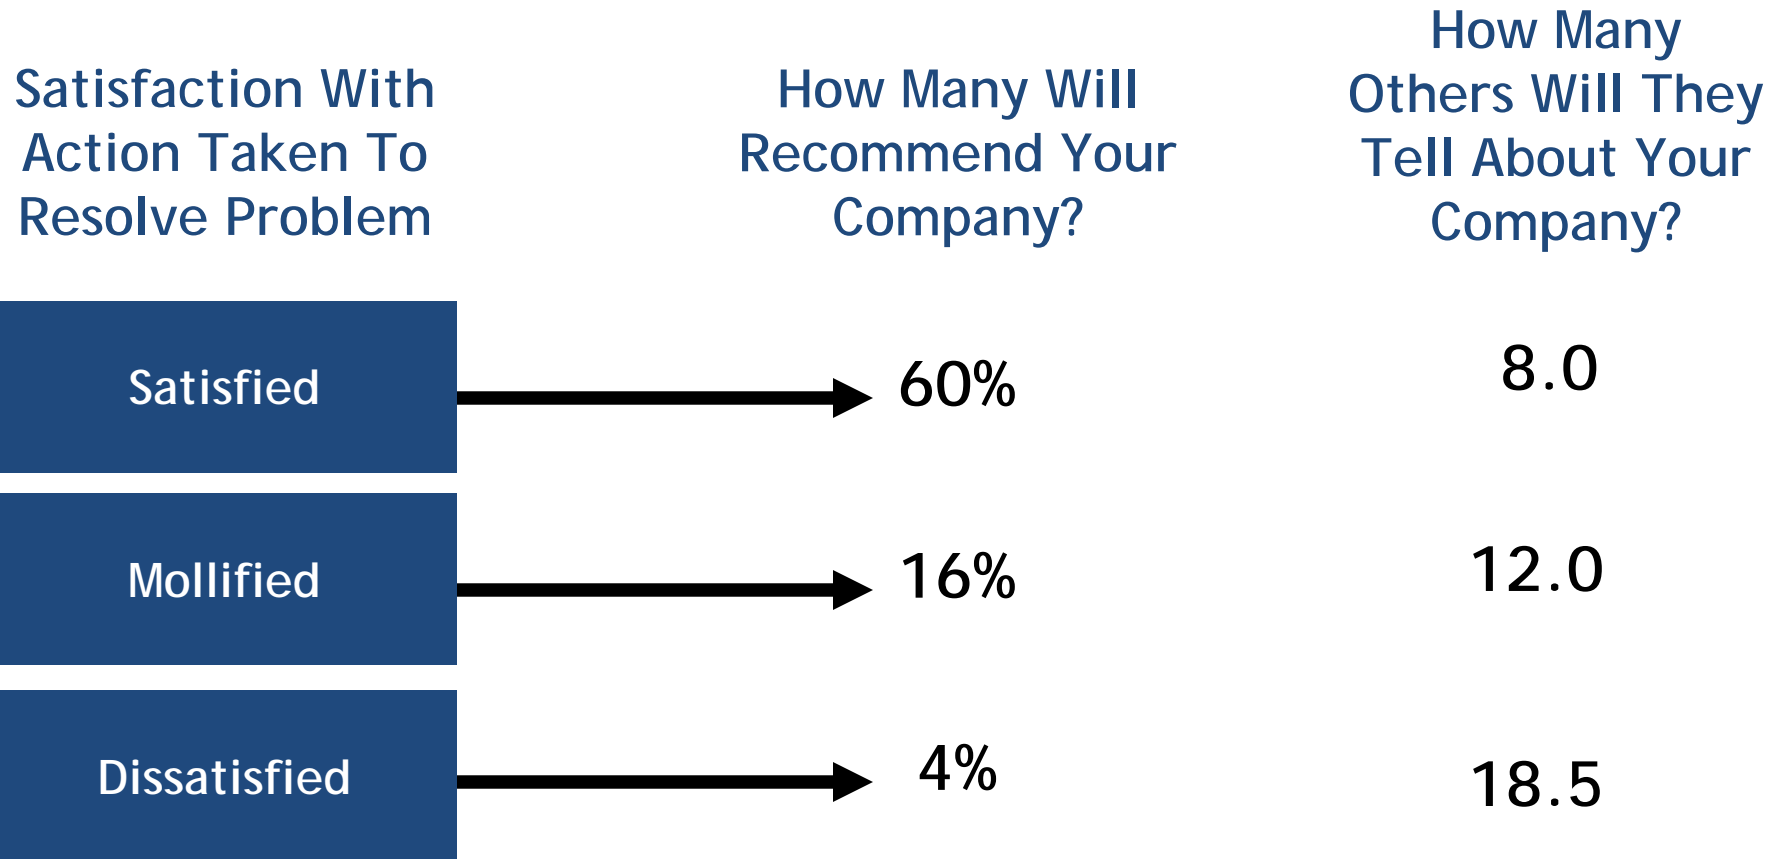 Satisfaction With
Action Taken To
Resolve Problem
How Many Will
Recommend Your
Company?
How Many
Others Will They
Tell About Your
Company?
Satisfied
60%
8.0
Mollified
16%
12.0
Dissatisfied
4%
18.5